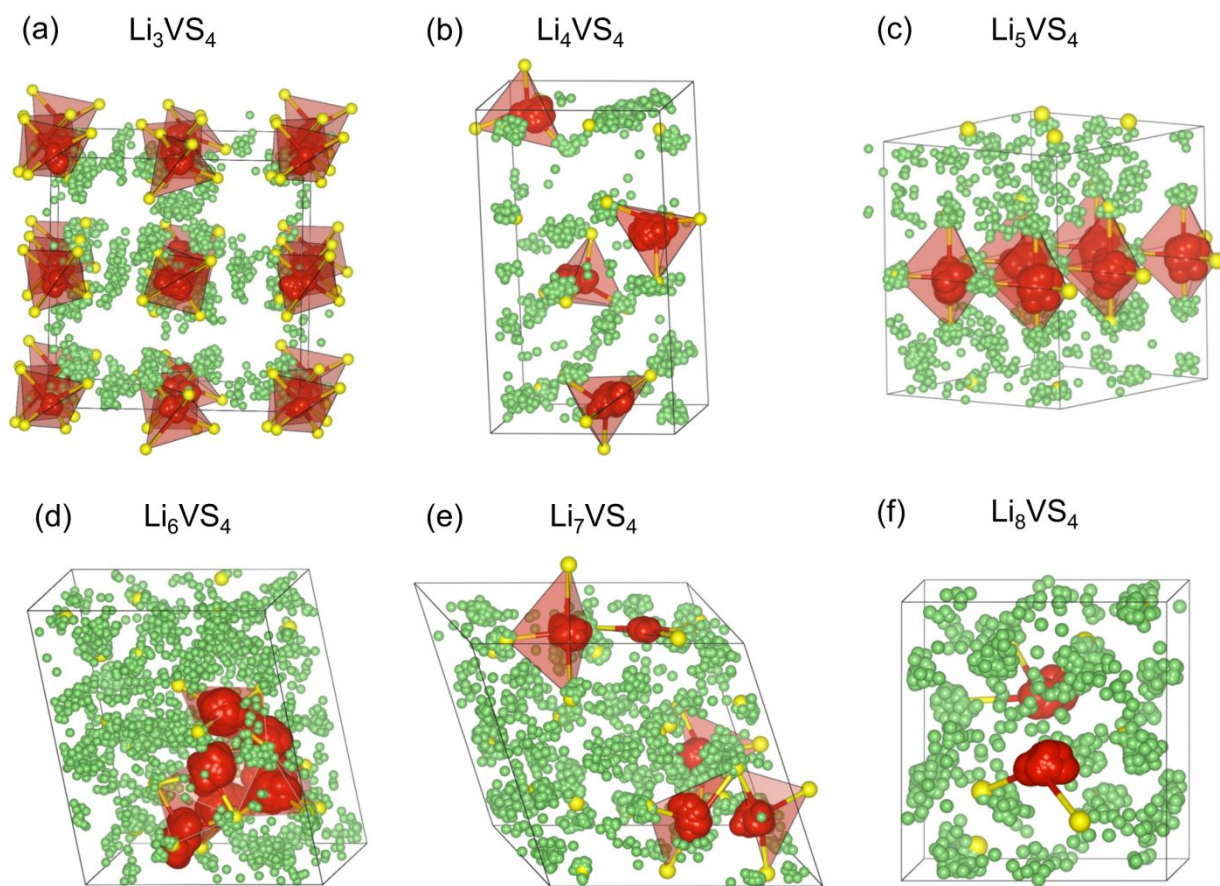 (a) Li₃VS₄
(b) Li₄VS₄
(c) Li₅VS₄
(d) Li₆VS₄
(e) Li₇VS₄
(f) Li₈VS₄